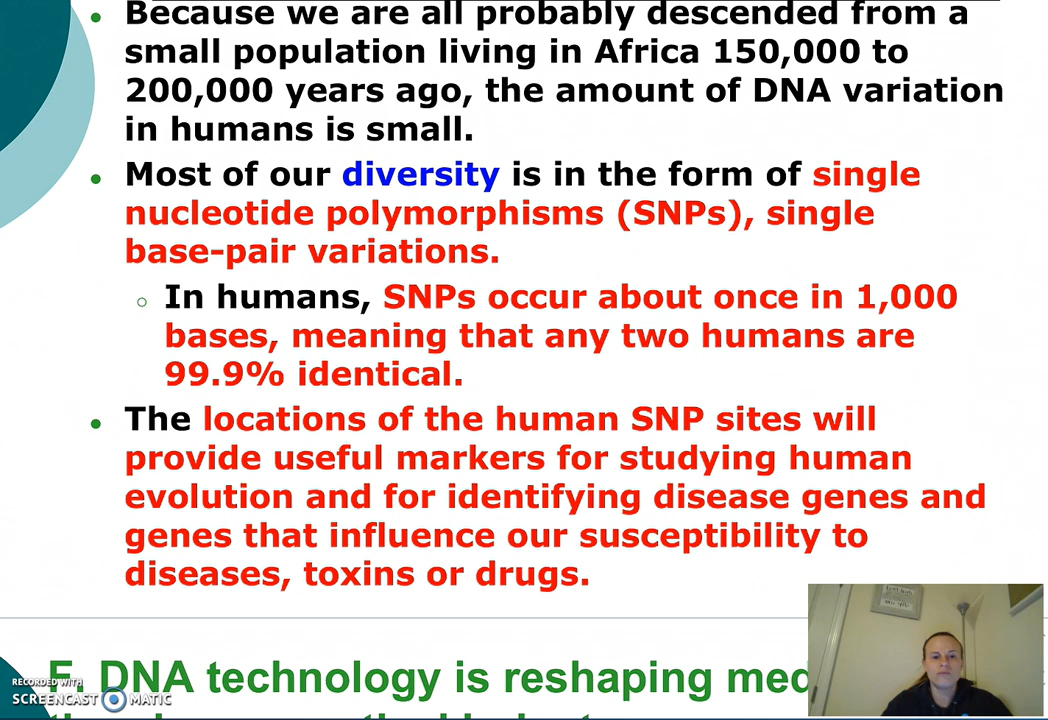 Because we are all probably descended from a
small population living in Africa 150,000 to
200,000 years ago, the amount of DNA variation
in humans is small.
Most of our diversity is in the form of single
nucleotide polymorphisms (SNPs), single
base-pair variations.
In humans, SNPs occur about once in 1,000
bases, meaning that any two humans are
99.9% identical.
The locations of the human SNP sites will
provide useful markers for studying human
evolution and for identifying disease genes and
genes that influence our susceptibility to
diseases, toxins or drugs.
DNA technology is reshaping
RECORDED WITH
SCREENCAST MATIC